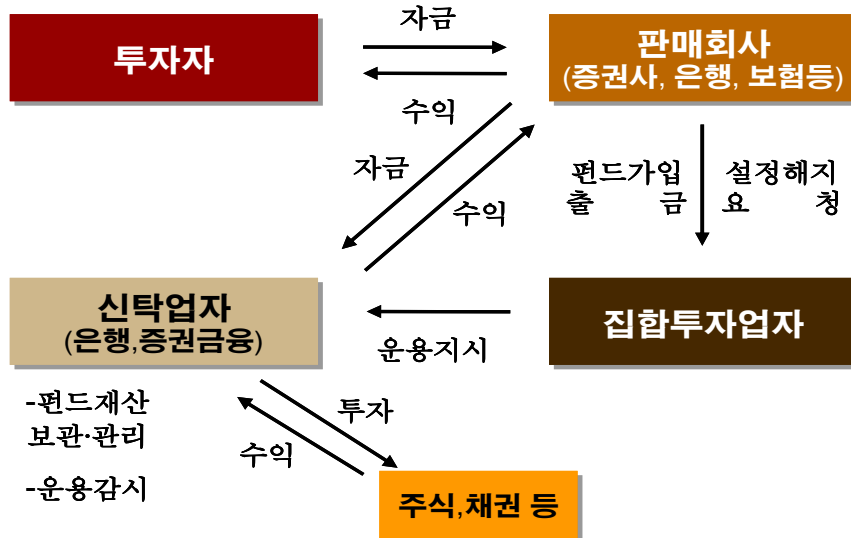 자금
투자자
판매회사
(증권사, 은행, 보험등)
수익
자금
수익
펀드가입
출 금
설정해지
요 청
신탁업자
(은행,증권금융)
집합투자업자
운용지시
-펀드재산
보관·관리
-운용감시
투자
수익
주식,채권 등